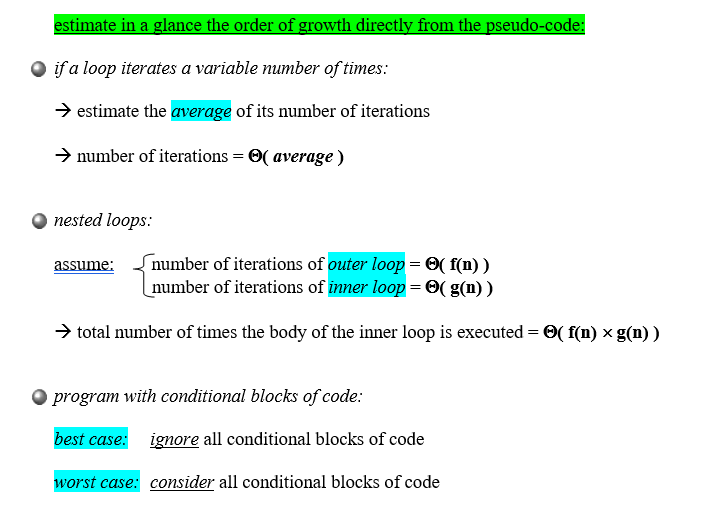 estimate in a glance the order of growth directly from the pseudo-code:
if a loop iterates a variable number of times:
→ estimate the average of its number of iterations
→ number of iterations = Θ( average )
nested loops:
assume: number of iterations of outer loop = Θ( f(n) )
number of iterations of inner loop = Θ( g(n) )
→ total number of times the body of the inner loop is executed = Θ( f(n) × g(n) )
program with conditional blocks of code:
best case: ignore all conditional blocks of code
worst case: consider all conditional blocks of code